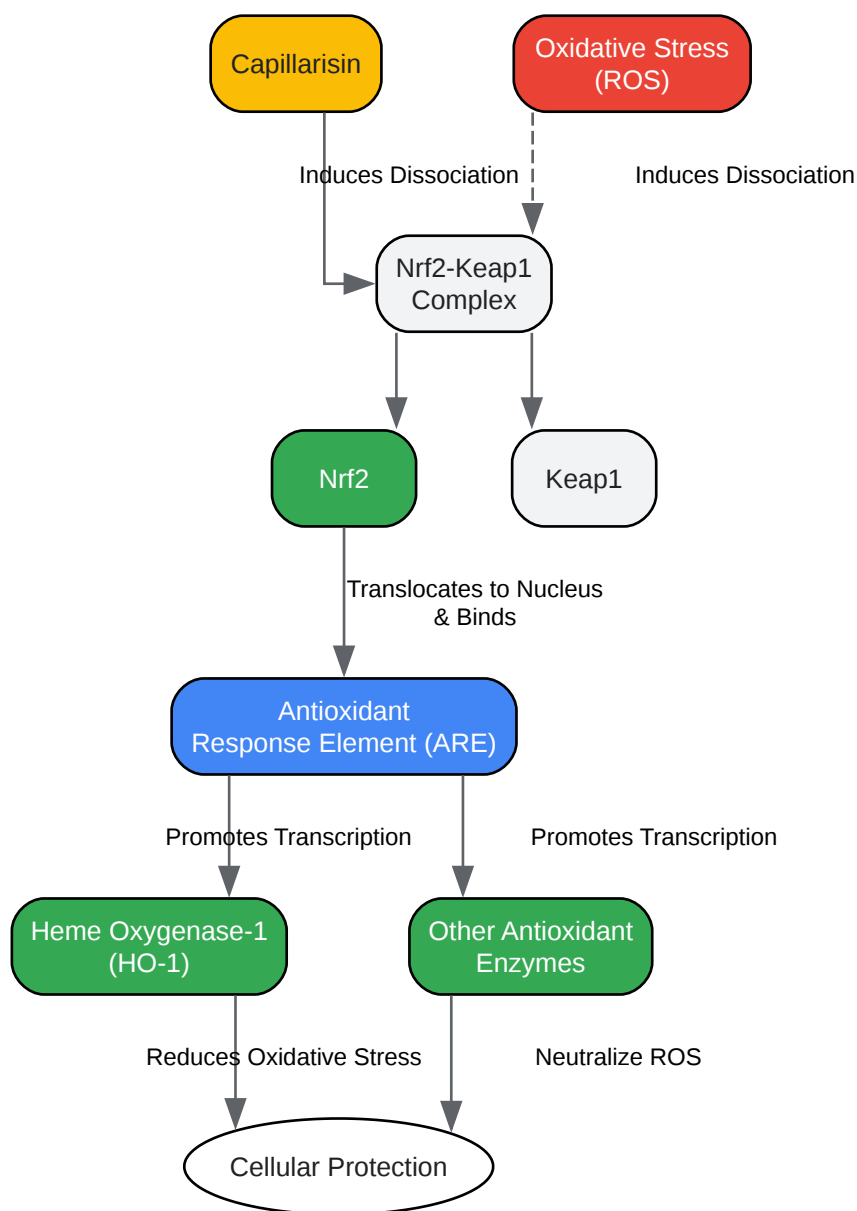 Capillarisin
Oxidative Stress
(ROS)
Induces Dissociation
Induces Dissociation
Nrf2-Keap1
Complex
Nrf2
Keap1
Translocates to Nucleus
& Binds
Antioxidant
Response Element (ARE)
Promotes Transcription
Promotes Transcription
Heme Oxygenase-1
(HO-1)
Other Antioxidant
Enzymes
Reduces Oxidative Stress
Neutralize ROS
Cellular Protection